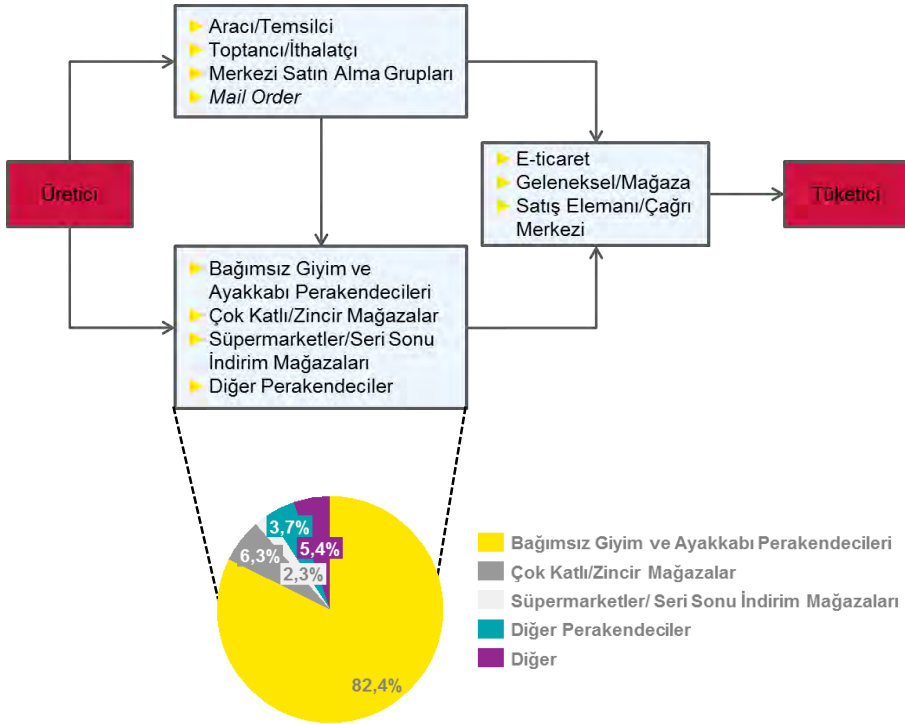 Aracı/Temsilci
Toptancı/İthalatçı
Merkezi Satın Alma Grupları
Mail Order
Üretici
E-ticaret
Geleneksel/Mağaza
Satış Elemanı/Çağrı
Merkezi
Tüketici
Bağımsız Giyim ve
Ayakkabı Perakendecileri
Çok Katlı/Zincir Mağazalar
Süpermarketler/Seri Sonu
İndirim Mağazaları
Diğer Perakendeciler
3,7%
6,3%
5,4%
2,3%
82,4%
Bağımsız Giyim ve Ayakkabı Perakendecileri
Çok Katlı/Zincir Mağazalar
Süpermarketler/ Seri Sonu İndirim Mağazaları
Diğer Perakendeciler
Diğer